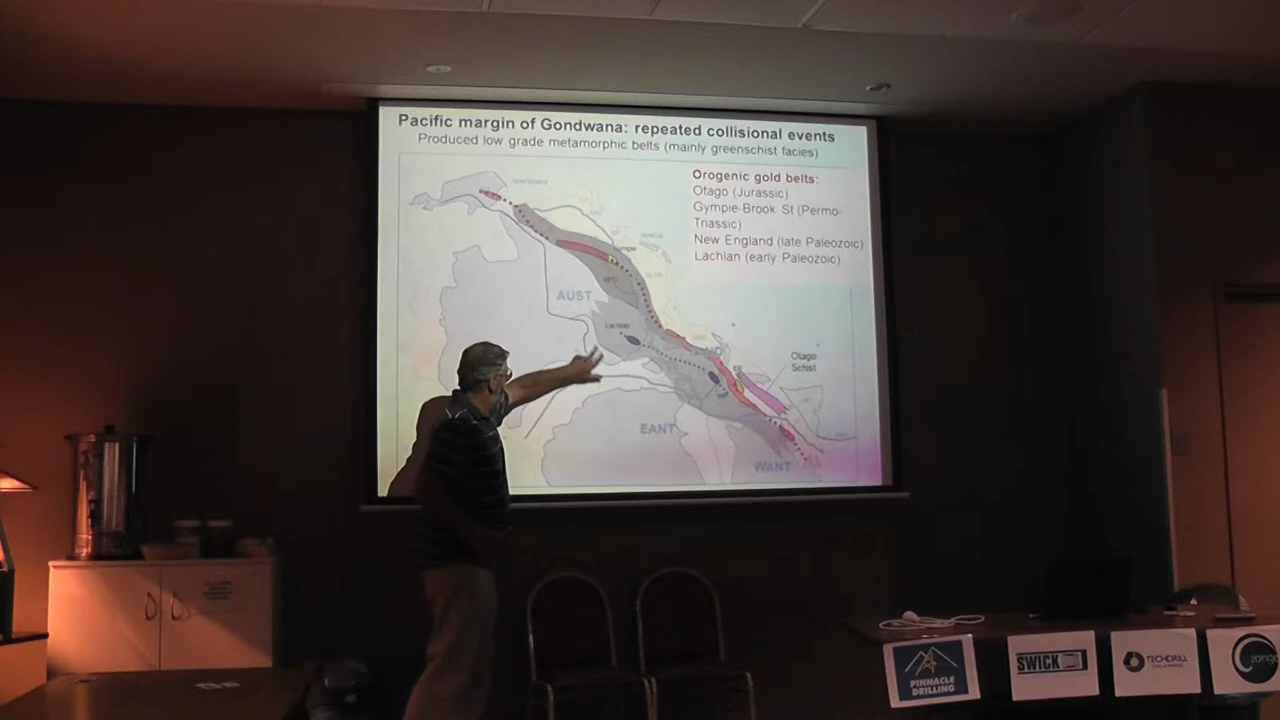 Pacific margin of Gondwana: repeated collisional events
Produced low grade metamorphic belts (mainly greenschist facies)
Orogenic gold belts:
Otago (Jurassic)
Gympie-Brook St (Permo-
Triassic)
New England (late Paleozoic)
Lachlan (early Paleozoic)
AUST
Lachlan
Otago
Schist
EANT
WANT
PINNACLE
DRILLING
SWICK
TECHDRILL